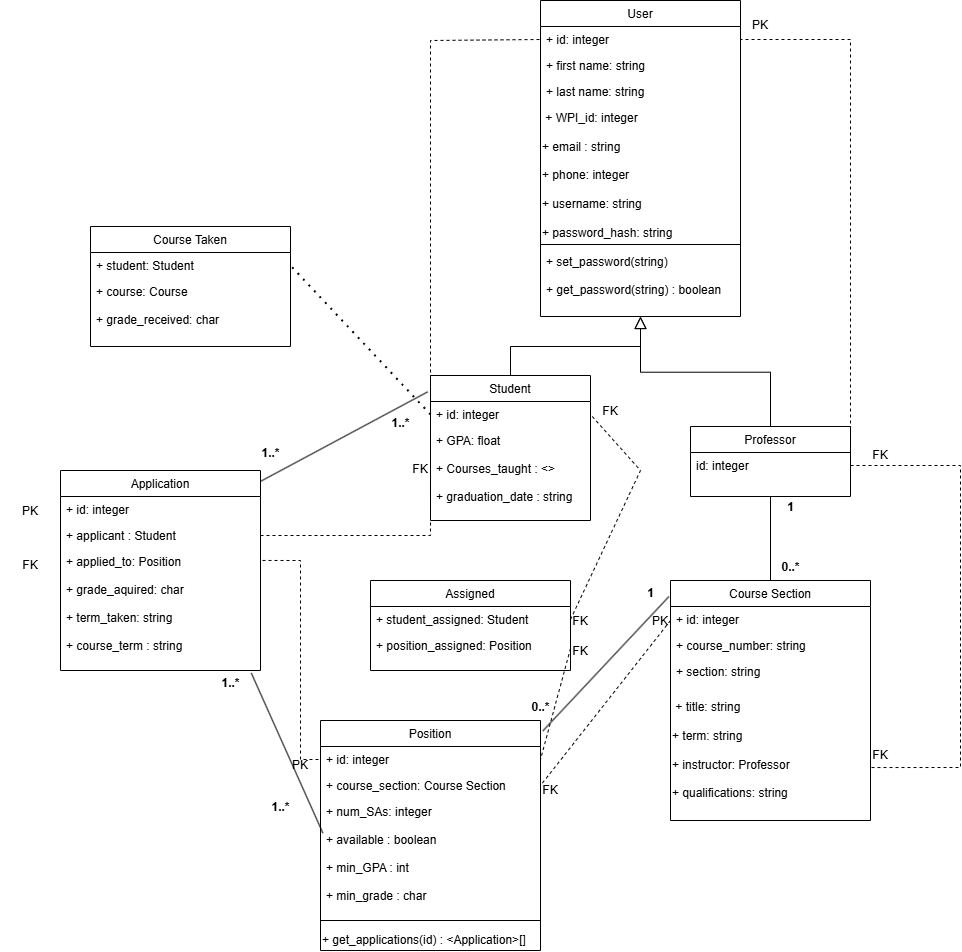 User
PK
+ id: integer
+ first name: string
+ last name: string
+ WPI_id: integer
+ email : string
+ phone: integer
+ username: string
+ password_hash: string
+ set_password(string)
+ get_password(string) : boolean
Course Taken
+ student: Student
+ course: Course
+ grade_received: char
Student
+ id: integer
+ GPA: float
+ Courses_taught : <>
+ graduation_date : string
FK
FK
1..*
1..*
Professor
id: integer
FK
1
0..*
Application
+ id: integer
+ applicant : Student
+ applied_to: Position
+ grade_aquired: char
+ term_taken: string
+ course_term : string
PK
FK
1..*
Assigned
+ student_assigned: Student
+ position_assigned: Position
FK
FK
Course Section
+ id: integer
+ course_number: string
+ section: string
+ title: string
+ term: string
+ instructor: Professor
+ qualifications: string
1
PK
FK
0..*
Position
+ id: integer
+ course_section: Course Section
+ num_SAs: integer
+ available : boolean
+ min_GPA : int
+ min_grade : char
+ get_applications(id) : <Application>[]
PK
FK
1..*